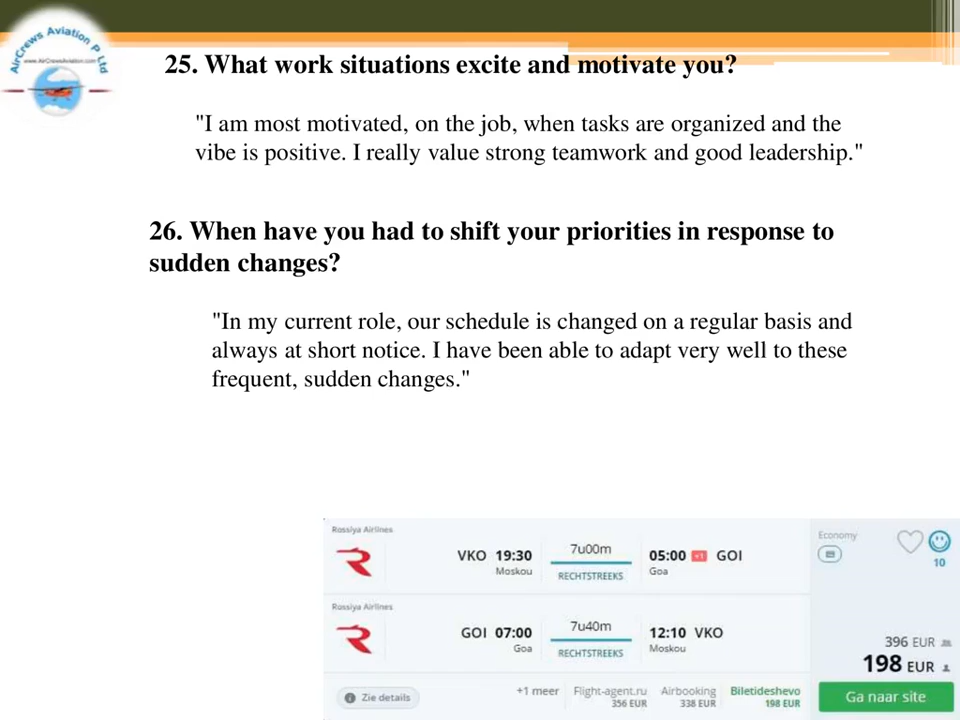 AirCrews Aviation P Ltd
www.AirCrewsAviation.com
25. What work situations excite and motivate you?
"I am most motivated, on the job, when tasks are organized and the
vibe is positive. I really value strong teamwork and good leadership."
26. When have you had to shift your priorities in response to
sudden changes?
"In my current role, our schedule is changed on a regular basis and
always at short notice. I have been able to adapt very well to these
frequent, sudden changes."
Rossiya Airlines
VKO 19:30 7u00m 05:00 +1 GOI
Moskou RECHTSTREEKS Goa
Economy
10
Rossiya Airlines
GOI 07:00 7u40m 12:10 VKO
Goa RECHTSTREEKS Moskou
396 EUR
198 EUR
Zie details
+1 meer Flight-agent.ru Airbooking Biletideshevo
356 EUR 338 EUR 198 EUR
Ga naar site